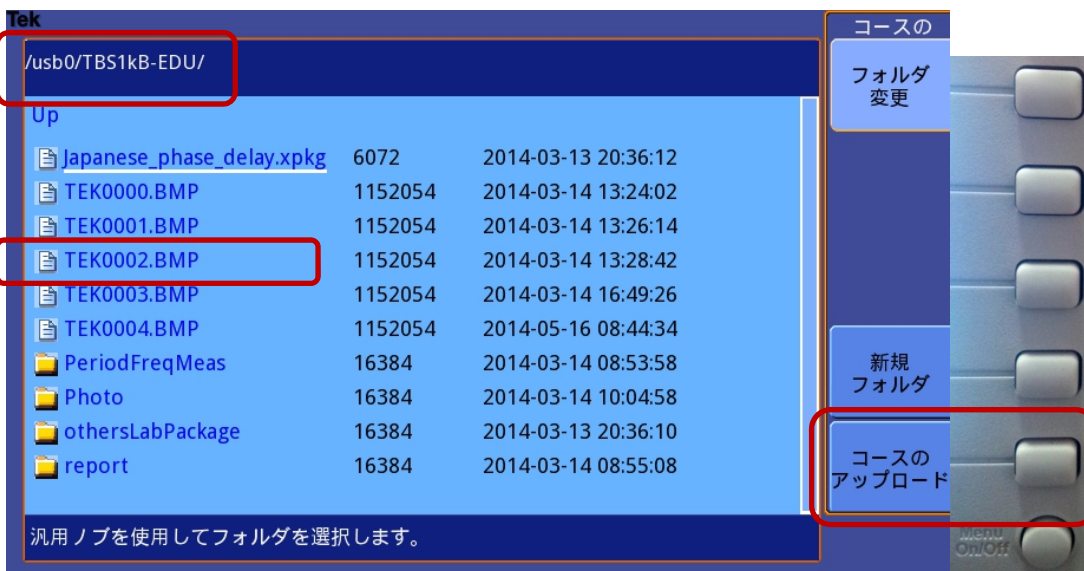 Tek
コースの
/usb0/TBS1kB-EDU/
フォルダ
変更
Up
Japanese_phase_delay.xpkg 6072 2014-03-13 20:36:12
TEK0000.BMP 1152054 2014-03-14 13:24:02
TEK0001.BMP 1152054 2014-03-14 13:26:14
TEK0002.BMP 1152054 2014-03-14 13:28:42
TEK0003.BMP 1152054 2014-03-14 16:49:26
TEK0004.BMP 1152054 2014-05-16 08:44:34
PeriodFreqMeas 16384 2014-03-14 08:53:58
Photo 16384 2014-03-14 10:04:58
othersLabPackage 16384 2014-03-13 20:36:10
report 16384 2014-03-14 08:55:08
新規
フォルダ
コースの
アップロード
汎用ノブを使用してフォルダを選択します。
Menu
On/Off